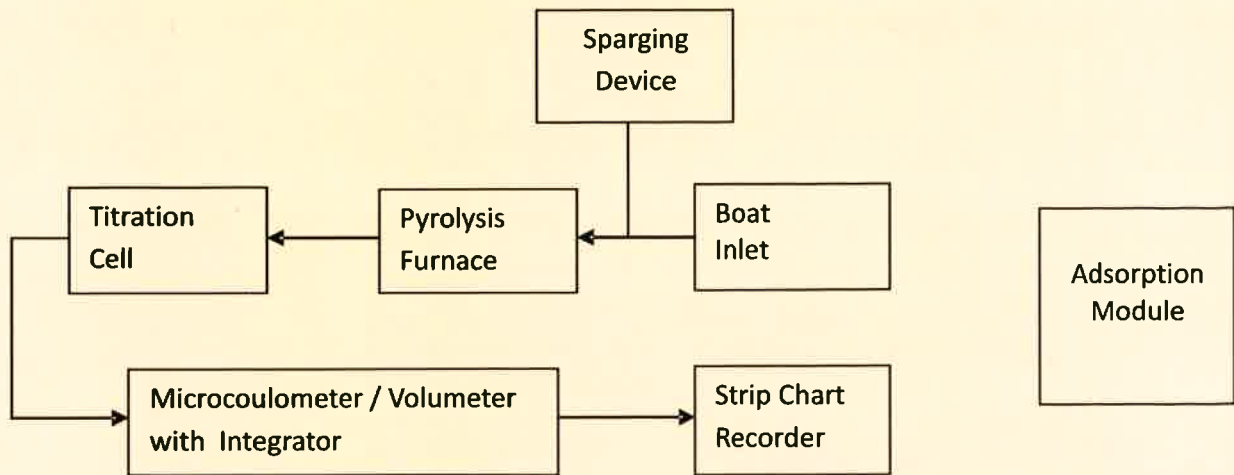 Sparging
Device
Titration
Cell
Pyrolysis
Furnace
Boat
Inlet
Adsorption
Module
Microcoulometer / Volumeter
with Integrator
Strip Chart
Recorder